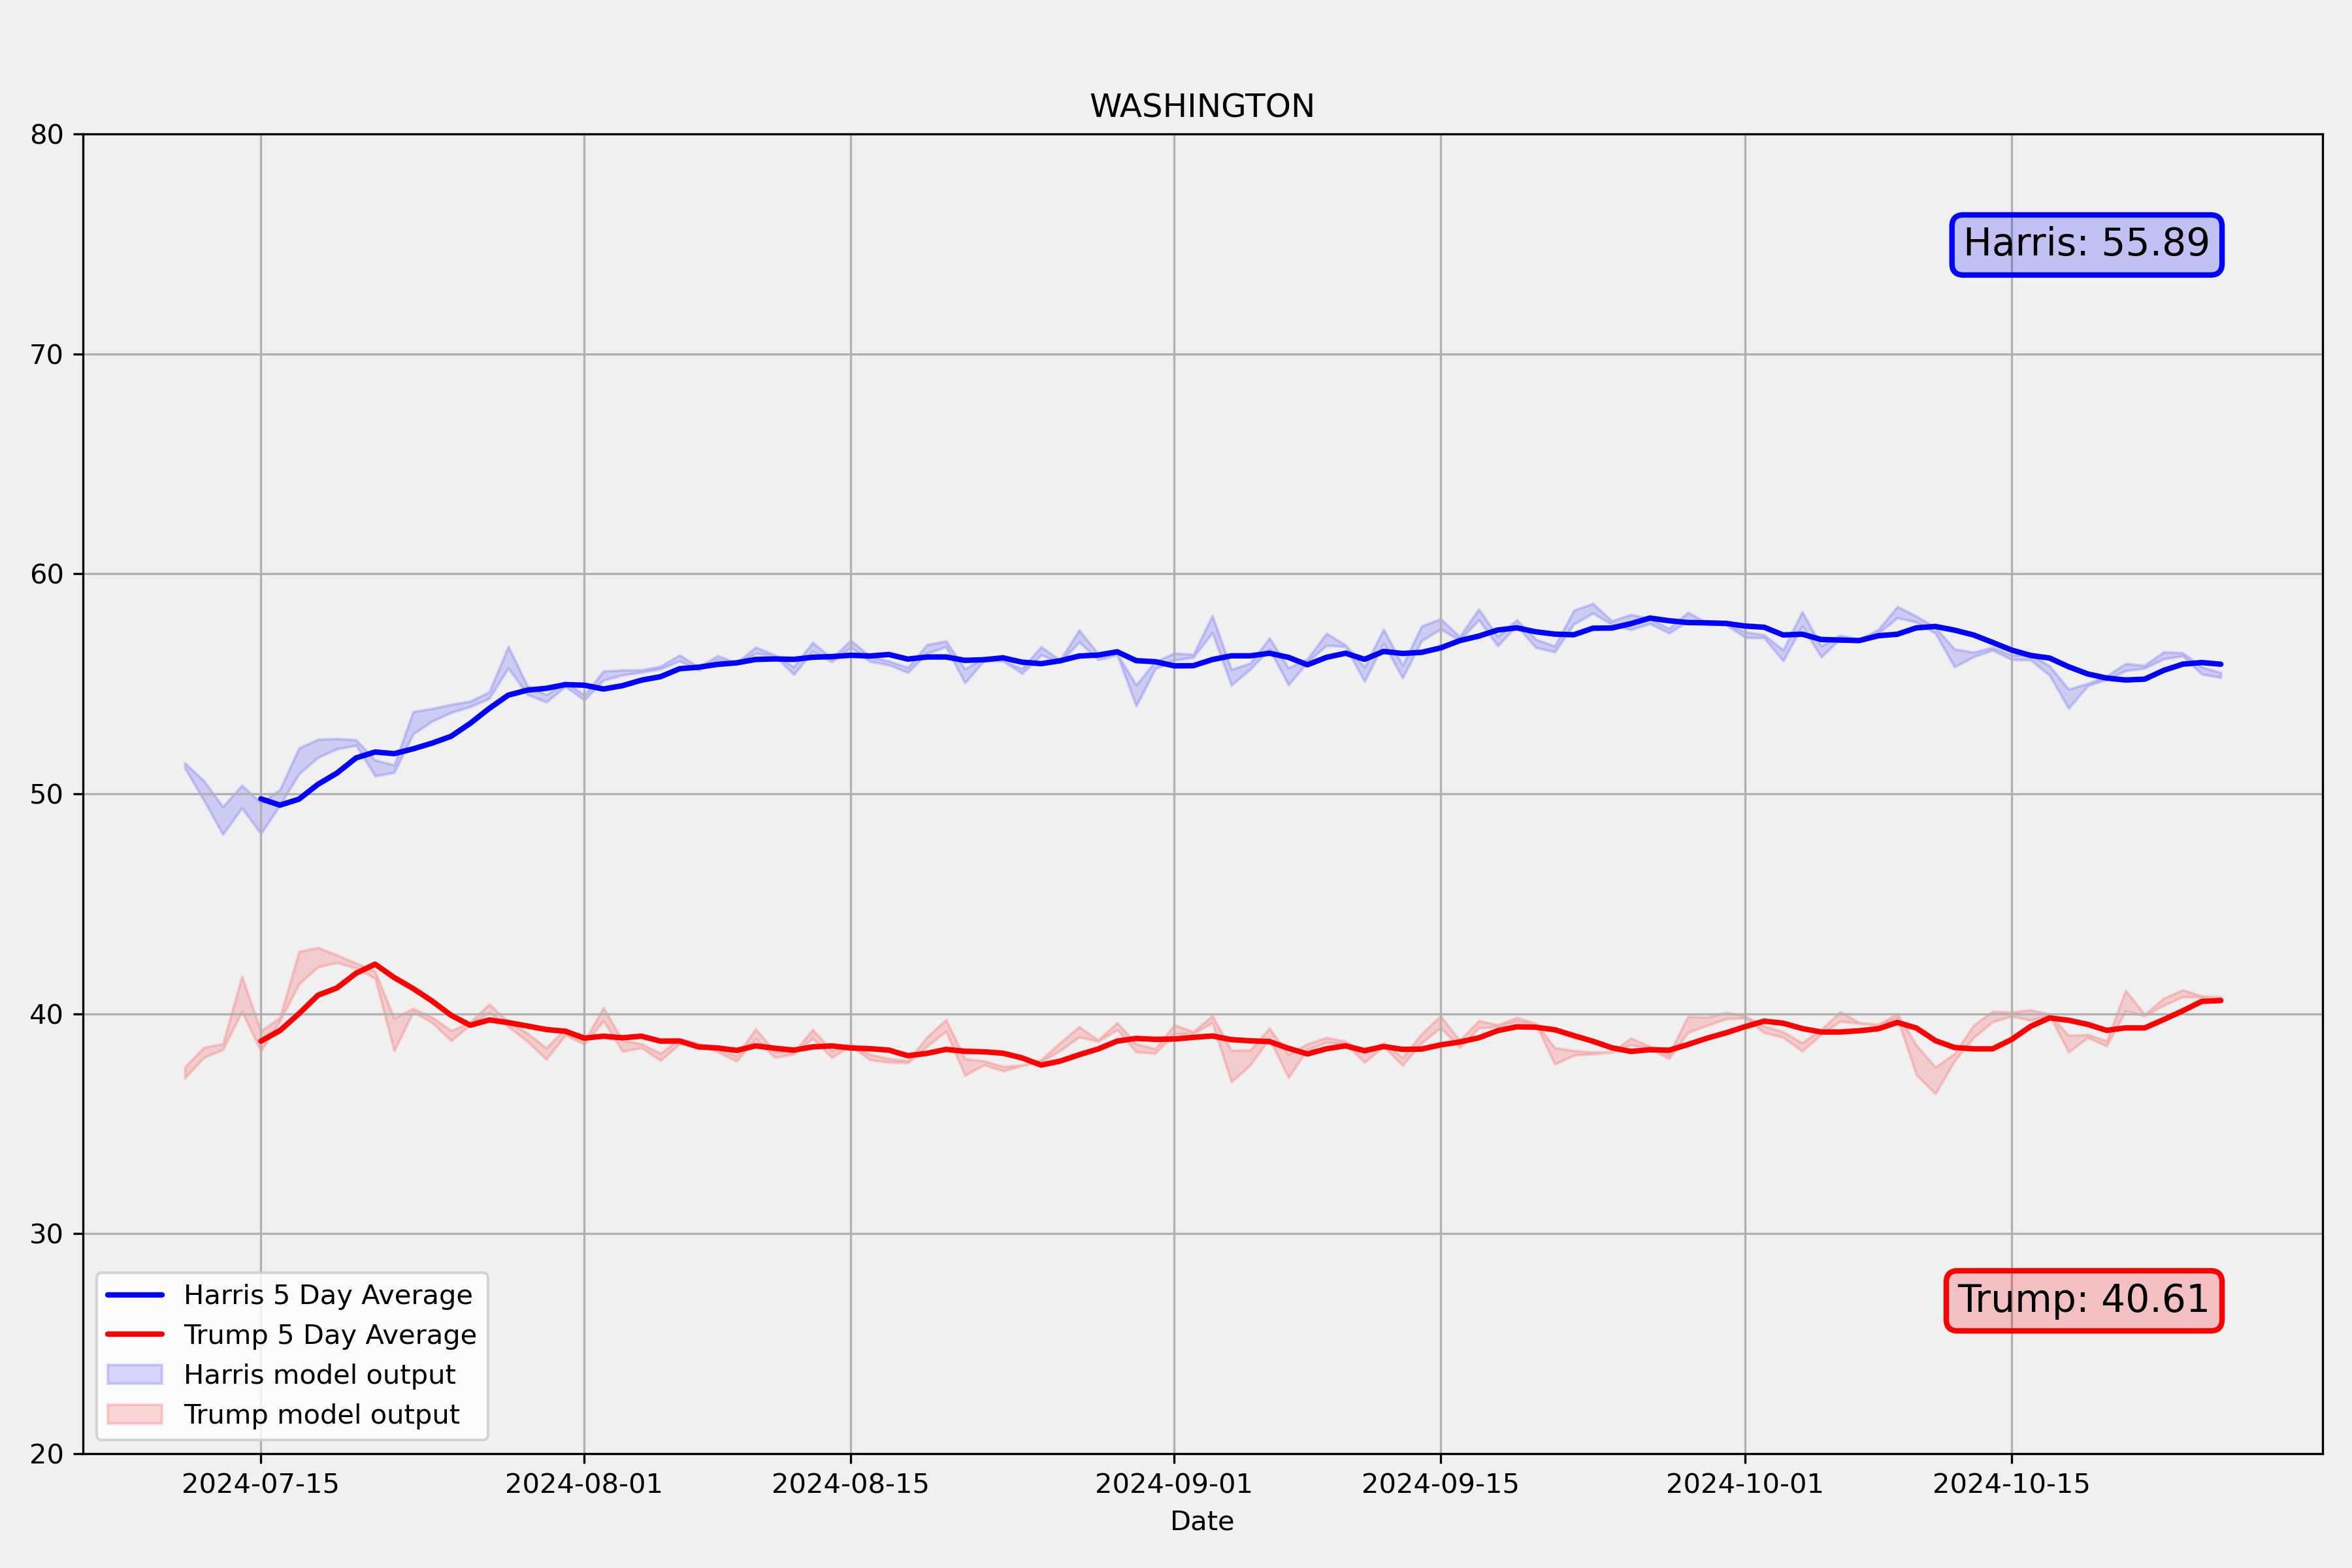 WASHINGTON
80
70
60
50
40
30
20
Harris: 55.89
Trump: 40.61
Harris 5 Day Average
Trump 5 Day Average
Harris model output
Trump model output
2024-07-15
2024-08-01
2024-08-15
2024-09-01
2024-09-15
2024-10-01
2024-10-15
Date